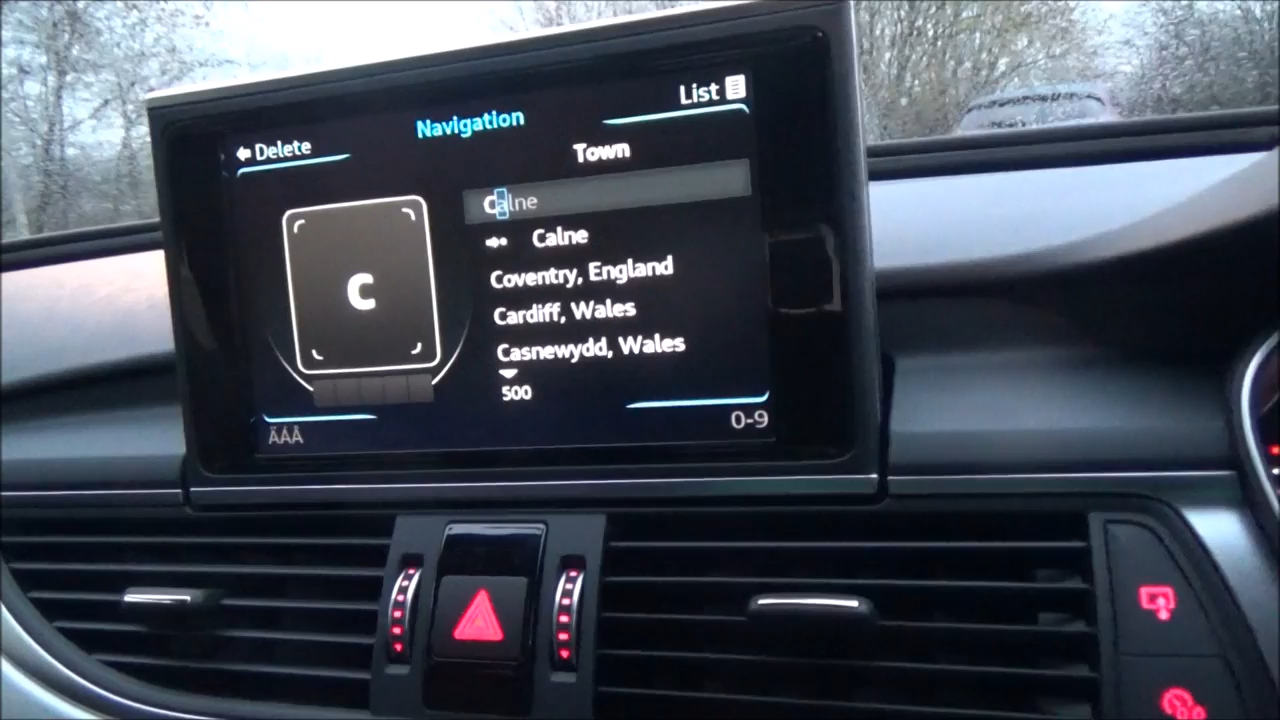 Navigation
List
Delete
Town
Calne
C
Calne
Coventry, England
Cardiff, Wales
Casnewydd, Wales
500
0-9
ÄÁÂ